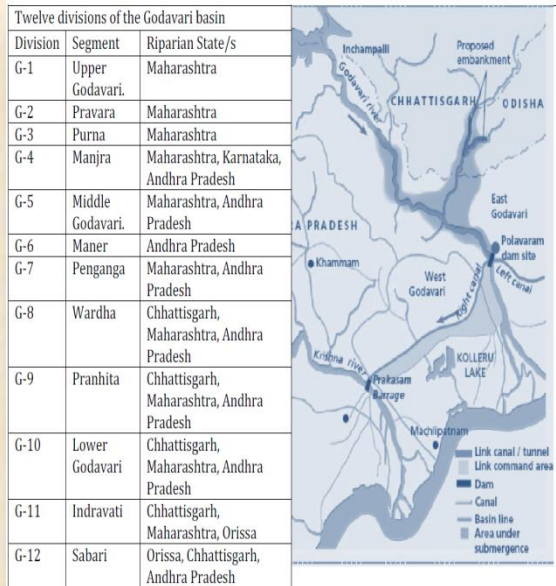 Twelve divisions of the Godavari basin
Division Segment Riparian State/s
G-1 Upper Maharashtra
Godavari.
G-2 Pravara Maharashtra
G-3 Purna Maharashtra
G-4 Manjra Maharashtra, Karnataka,
Andhra Pradesh
G-5 Middle Maharashtra, Andhra
Godavari. Pradesh
G-6 Maner Andhra Pradesh
G-7 Penganga Maharashtra, Andhra
Pradesh
G-8 Wardha Chhattisgarh,
Maharashtra, Andhra
Pradesh
G-9 Pranhita Chhattisgarh,
Maharashtra, Andhra
Pradesh
G-10 Lower Chhattisgarh,
Godavari Maharashtra, Andhra
Pradesh
G-11 Indravati Chhattisgarh,
Maharashtra, Orissa
G-12 Sabari Orissa, Chhattisgarh,
Andhra Pradesh
Inchampalli
Proposed
embankment
Godavari river
CHHATTISGARH
ODISHA
East
Godavari
A PRADESH
Polavaram
dam site
Khammam
West
Godavari
Left canal
Right canal
Krishna river
KOLLERU
LAKE
Prakasam
Barrage
Machlipatnam
Link canal / tunnel
Link command area
Dam
Canal
Basin line
Area under
submergence